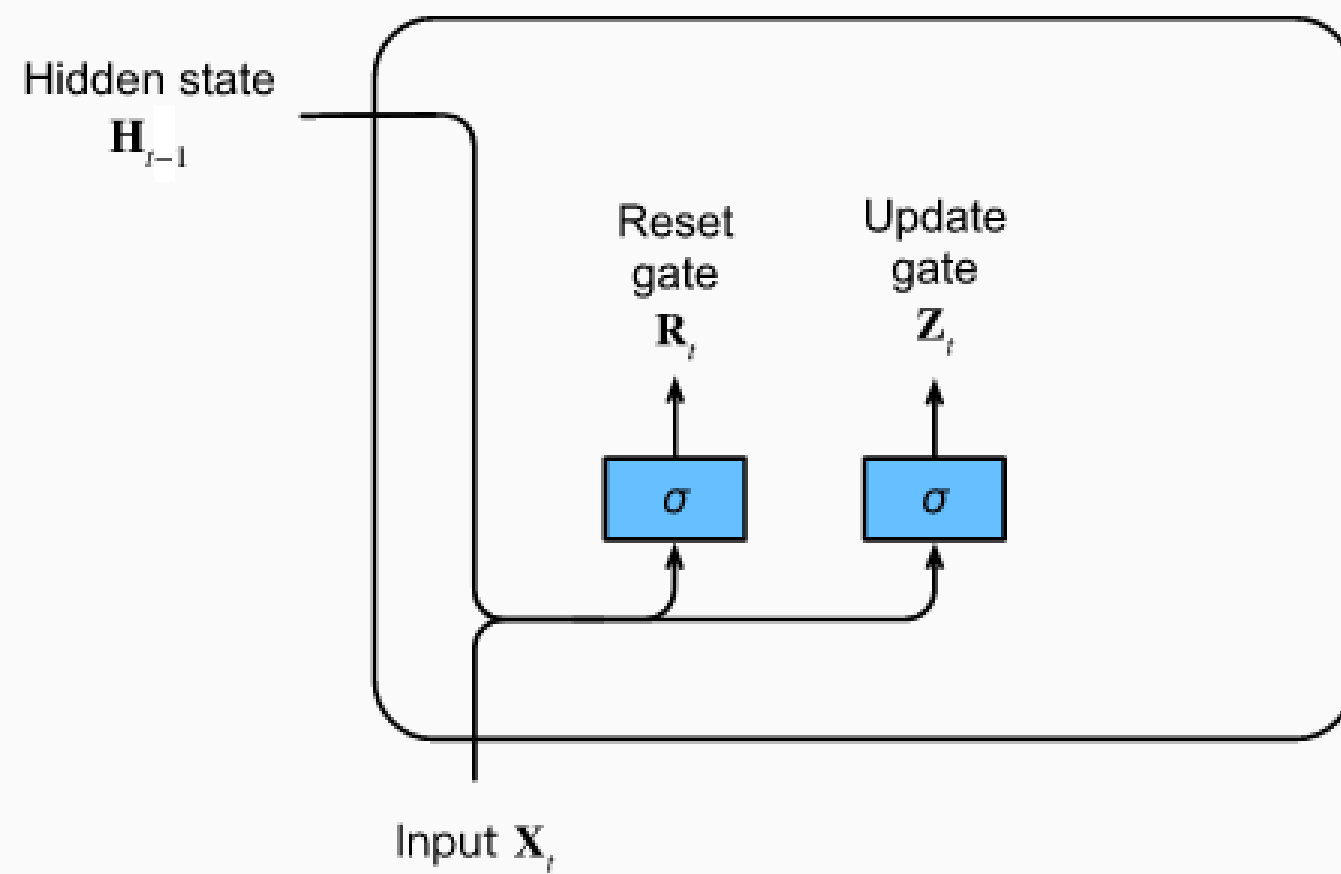 Hidden state
H_{t-1}
Reset
gate
R_t
Update
gate
Z_t
σ
σ
Input X_t